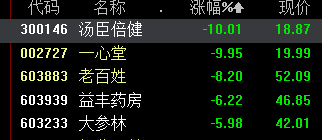 代码 名称 · 涨幅%↑ 现价
300146 汤臣倍健 -10.01 18.87
002727 一心堂 -9.95 19.99
603883 老百姓 -8.20 52.09
603939 益丰药房 -6.22 46.85
603233 大参林 -5.98 42.01